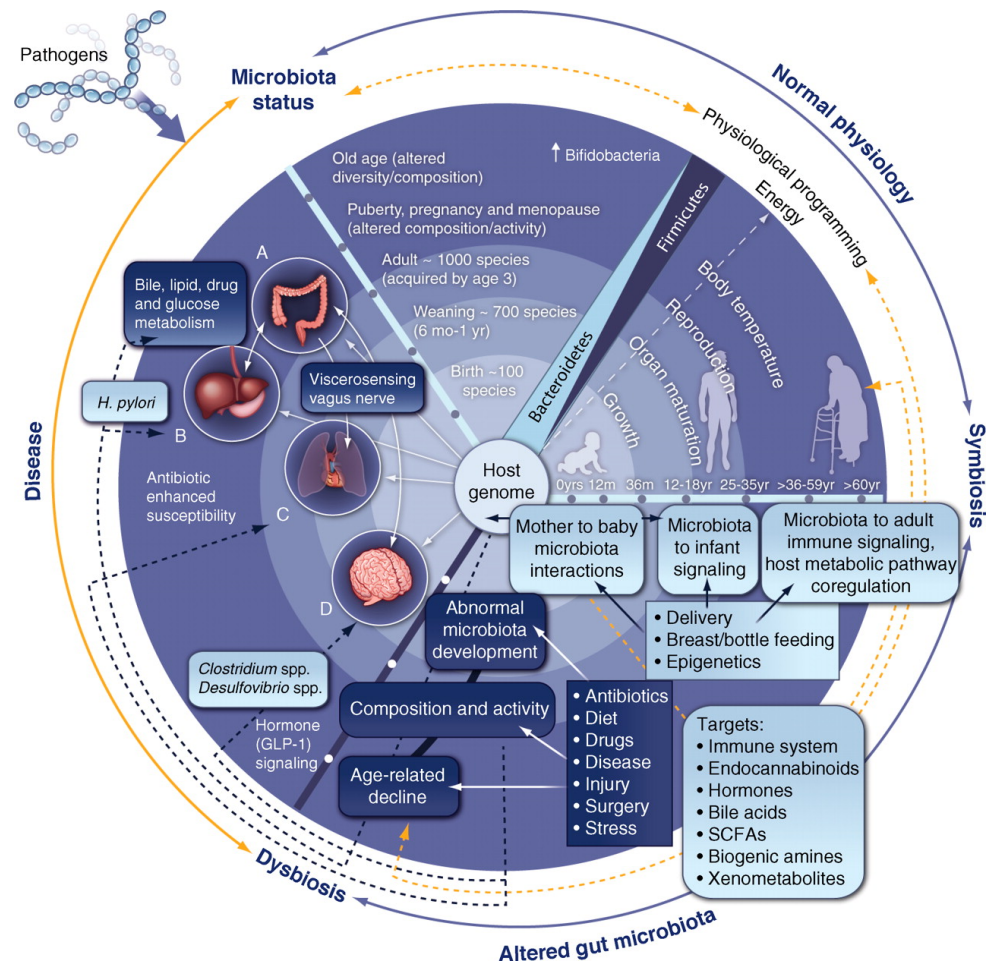 Pathogens
Microbiota
status
Normal physiology
Physiological programming
Energy
Old age (altered
diversity/composition)
↑ Bifidobacteria
Firmicutes
Puberty, pregnancy and menopause
(altered composition/activity)
A
Adult ~ 1000 species
(acquired by age 3)
Body temperature
Bile, lipid, drug
and glucose
metabolism
Weaning ~ 700 species
(6 mo-1 yr)
Reproduction
Bacteroidetes
Organ maturation
Birth ~100
species
Viscerosensing
vagus nerve
Growth
H. pylori
B
Disease
Symbiosis
Host
genome
Antibiotic
enhanced
susceptibility
C
0yrs 12m 36m 12-18yr 25-35yr >36-59yr >60yr
Mother to baby
microbiota
interactions
Microbiota
to infant
signaling
Microbiota to adult
immune signaling,
host metabolic pathway
coregulation
D
Abnormal
microbiota
development
• Delivery
• Breast/bottle feeding
• Epigenetics
Clostridium spp.
Desulfovibrio spp.
Composition and activity
• Antibiotics
• Diet
• Drugs
• Disease
• Injury
• Surgery
• Stress
Hormone
(GLP-1)
signaling
Age-related
decline
Targets:
• Immune system
• Endocannabinoids
• Hormones
• Bile acids
• SCFAs
• Biogenic amines
• Xenometabolites
Dysbiosis
Altered gut microbiota